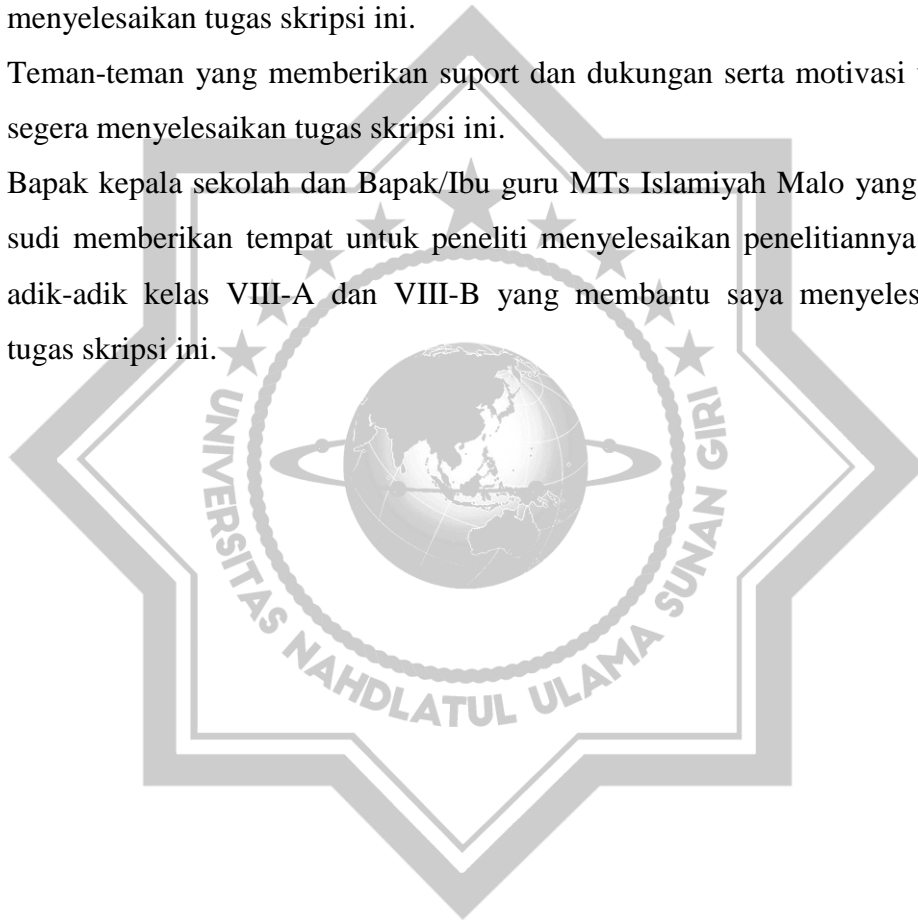 menyelesaikan tugas skripsi ini.
Teman-teman yang memberikan suport dan dukungan serta motivasi
segera menyelesaikan tugas skripsi ini.
Bapak kepala sekolah dan Bapak/Ibu guru MTs Islamiyah Malo yang
sudi memberikan tempat untuk peneliti menyelesaikan penelitiannya
adik-adik kelas VIII-A dan VIII-B yang membantu saya menyeles
tugas skripsi ini.
UNIVERSITAS NAHDLATUL ULAMA SUNAN GIRI